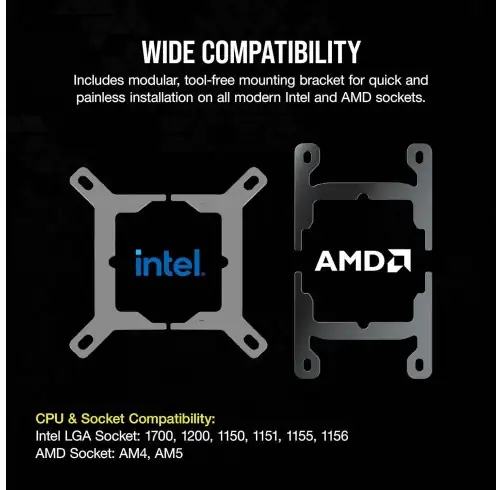 WIDE COMPATIBILITY
Includes modular, tool-free mounting bracket for quick and
painless installation on all modern Intel and AMD sockets.
intel.
AMD
CPU & Socket Compatibility:
Intel LGA Socket: 1700, 1200, 1150, 1151, 1155, 1156
AMD Socket: AM4, AM5